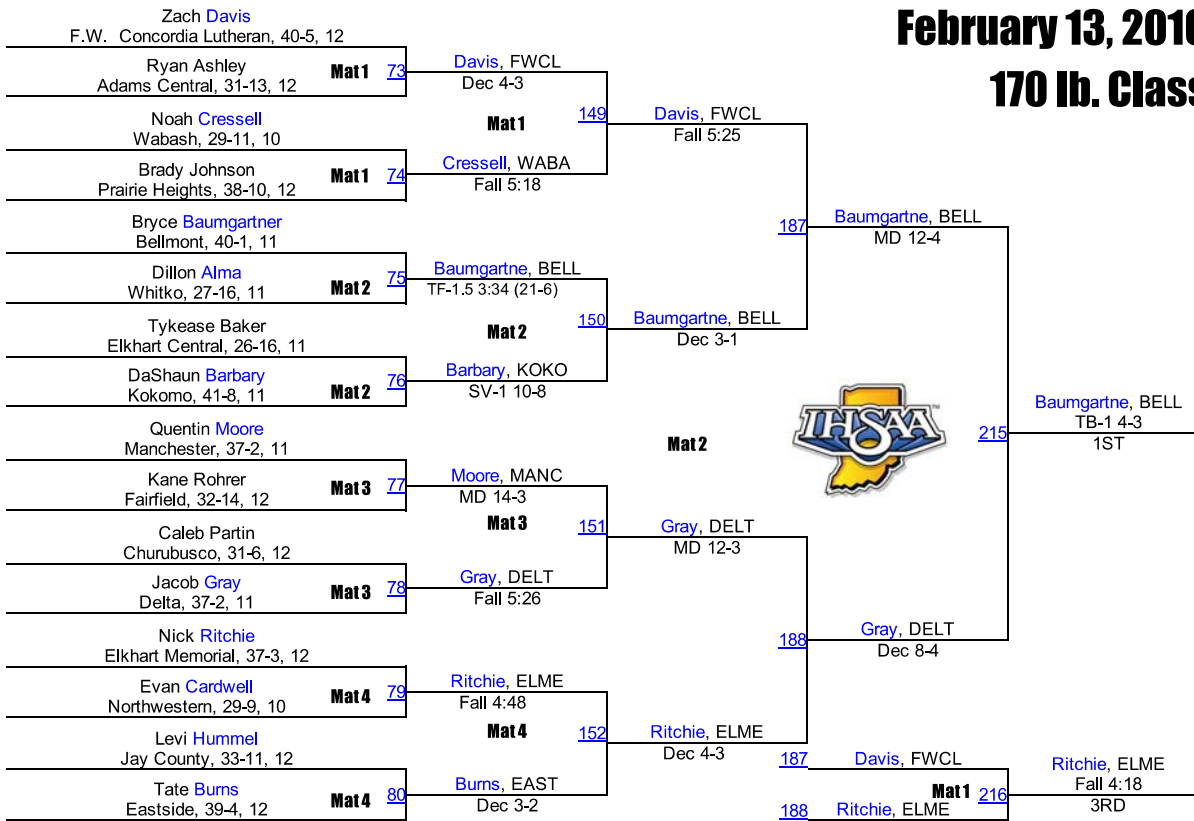 February 13, 2016
170 lb. Class
Zach Davis
F.W. Concordia Lutheran, 40-5, 12
Ryan Ashley
Adams Central, 31-13, 12
Mat 1 73
Noah Cressell
Wabash, 29-11, 10
Brady Johnson
Prairie Heights, 38-10, 12
Mat 1 74
Bryce Baumgartner
Bellmont, 40-1, 11
Dillon Alma
Whitko, 27-16, 11
Mat 2 75
Tykease Baker
Elkhart Central, 26-16, 11
DaShaun Barbary
Kokomo, 41-8, 11
Mat 2 76
Quentin Moore
Manchester, 37-2, 11
Kane Rohrer
Fairfield, 32-14, 12
Mat 3 77
Caleb Partin
Churubusco, 31-6, 12
Jacob Gray
Delta, 37-2, 11
Mat 3 78
Nick Ritchie
Elkhart Memorial, 37-3, 12
Evan Cardwell
Northwestern, 29-9, 10
Mat 4 79
Levi Hummel
Jay County, 33-11, 12
Tate Burns
Eastside, 39-4, 12
Mat 4 80
Davis, FWCL
Dec 4-3
Mat 1 149
Cressell, WABA
Fall 5:18
Baumgartne, BELL
TF-1.5 3:34 (21-6)
Mat 2 150
Barbary, KOKO
SV-1 10-8
Moore, MANC
MD 14-3
Mat 3 151
Gray, DELT
Fall 5:26
Ritchie, ELME
Fall 4:48
Mat 4 152
Burns, EAST
Dec 3-2
Davis, FWCL
Fall 5:25
187
Baumgartne, BELL
Dec 3-1
Mat 2
Gray, DELT
MD 12-3
188
Ritchie, ELME
Dec 4-3
Baumgartne, BELL
MD 12-4
IHSAA
215
Gray, DELT
Dec 8-4
Baumgartne, BELL
TB-1 4-3
1ST
187 Davis, FWCL
Mat 1 216
188 Ritchie, ELME
Ritchie, ELME
Fall 4:18
3RD